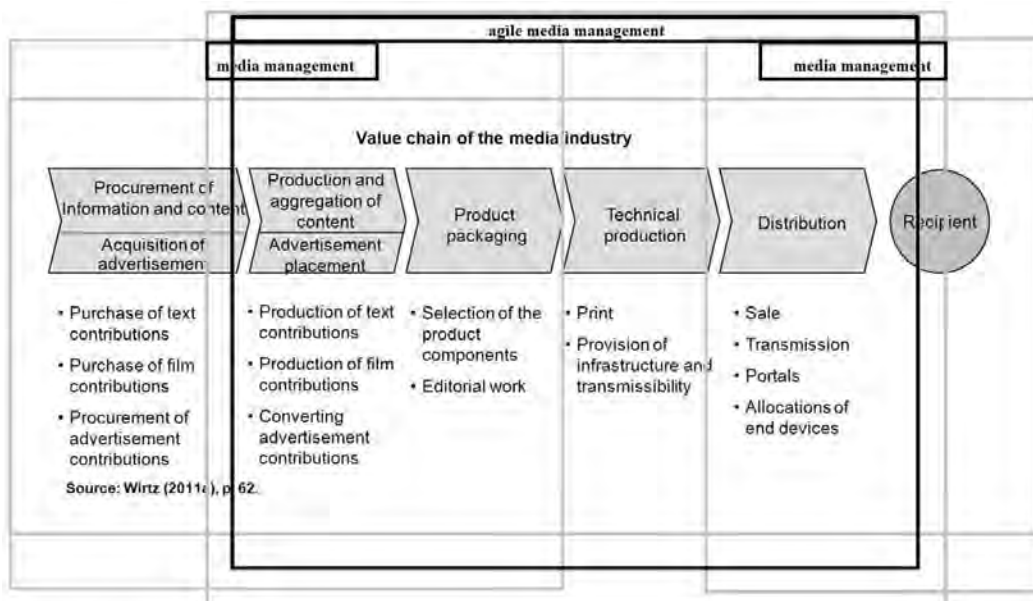 agile media management
media management
media management
Value chain of the media industry
Procurement of
Information and content
Acquisition of
advertisement
Production and
aggregation of
content
Advertisement
placement
Product
packaging
Technical
production
Distribution
Recipient
• Purchase of text
contributions
• Purchase of film
contributions
• Procurement of
advertisement
contributions
• Production of text
contributions
• Production of film
contributions
• Converting
advertisement
contributions
• Selection of the
product
components
• Editorial work
• Print
• Provision of
infrastructure and
transmissibility
• Sale
• Transmission
• Portals
• Allocations of
end devices
Source: Wirtz (2011a), p. 62.